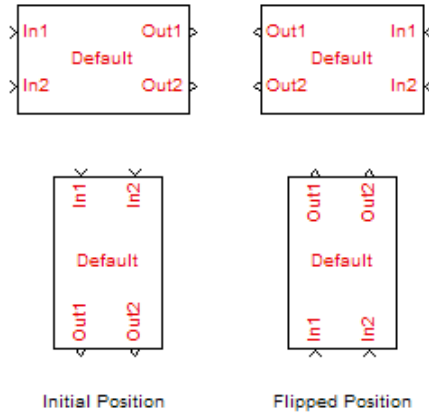 In1 Out1 Out1 In1
Default Default
In2 Out2 Out2 In2
In1 In2 Out1 Out2
Default Default
Out1 Out2 In1 In2
Initial Position Flipped Position